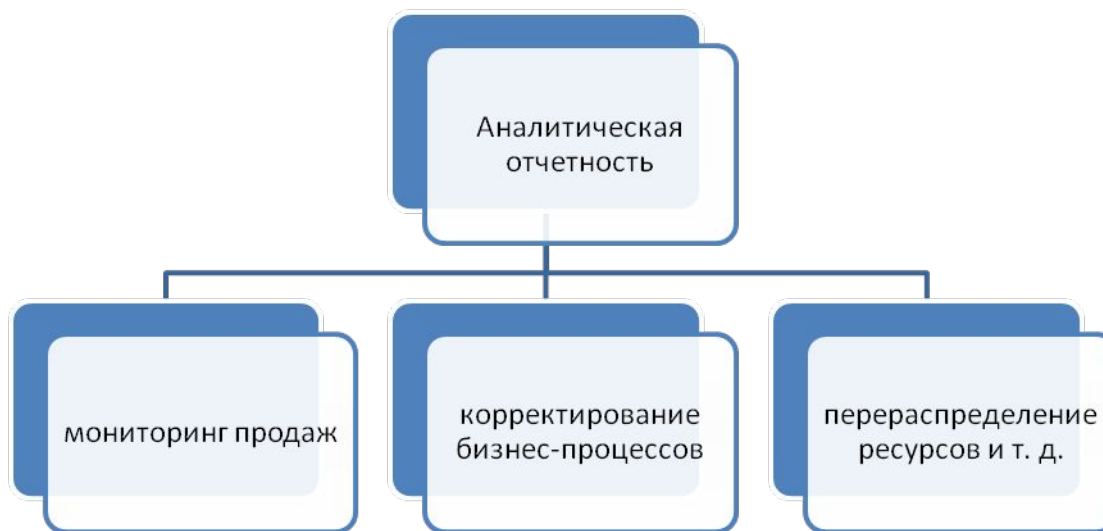 Аналитическая
отчетность
мониторинг продаж
корректирование
бизнес-процессов
перераспределение
ресурсов и т. д.